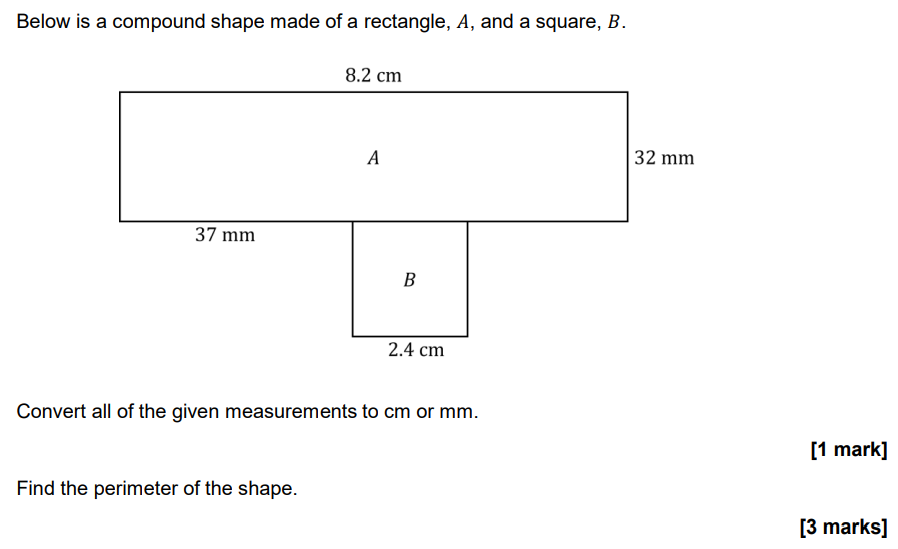 Below is a compound shape made of a rectangle, A, and a square, B.
8.2 cm
A
32 mm
37 mm
B
2.4 cm
Convert all of the given measurements to cm or mm.
[1 mark]
Find the perimeter of the shape.
[3 marks]